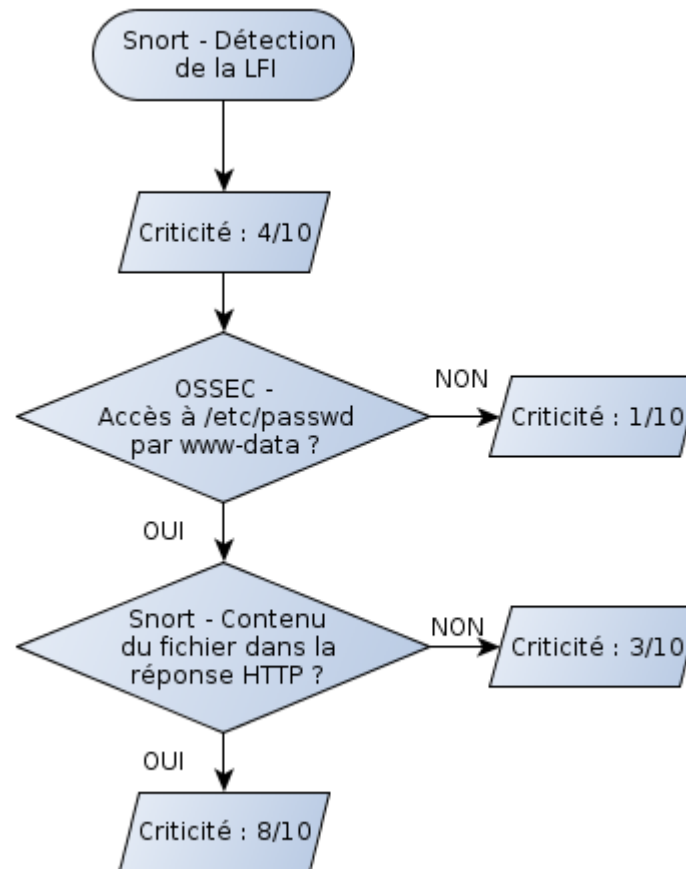 Snort - Détection
de la LFI
Criticité : 4/10
OSSEC -
Accès à /etc/passwd
par www-data ?
NON
Criticité : 1/10
OUI
Snort - Contenu
du fichier dans la
réponse HTTP ?
NON
Criticité : 3/10
OUI
Criticité : 8/10